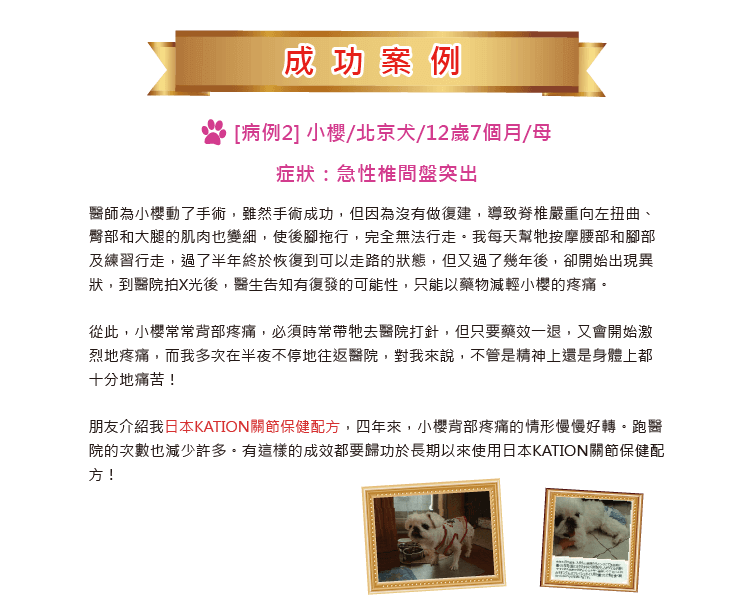 成功案例
[病例2] 小櫻/北京犬/12歲7個月/母
症狀：急性椎間盤突出
醫師為小櫻動了手術，雖然手術成功，但因為沒有做復建，導致脊椎嚴重向左扭曲、
臀部和大腿的肌肉也變細，使後腳拖行，完全無法行走。我每天幫牠按摩腰部和腳部
及練習行走，過了半年終於恢復到可以走路的狀態，但又過了幾年後，卻開始出現異
狀，到醫院拍X光後，醫生告知有復發的可能性，只能以藥物減輕小櫻的疼痛。
從此，小櫻常常背部疼痛，必須時常帶牠去醫院打針，但只要藥效一退，又會開始激
烈地疼痛，而我多次在半夜不停地往返醫院，對我來說，不管是精神上還是身體上都
十分地痛苦！
朋友介紹我日本KATION關節保健配方，四年來，小櫻背部疼痛的情形慢慢好轉。跑醫
院的次數也減少許多。有這樣的成效都要歸功於長期以來使用日本KATION關節保健配
方！